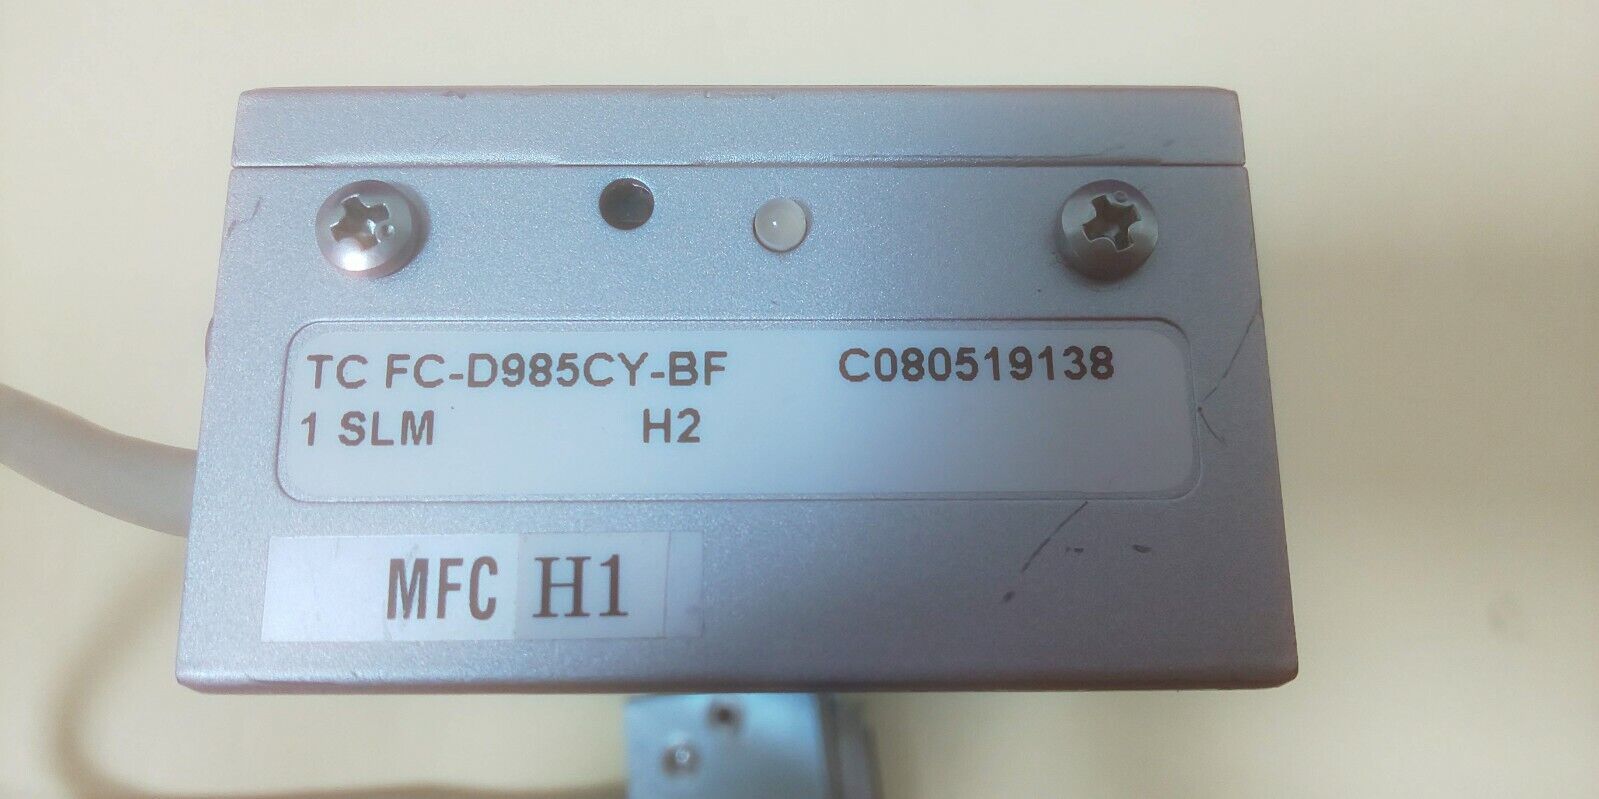 TC FC-D985CY-BF C080519138
1 SLM H2
MFC H1